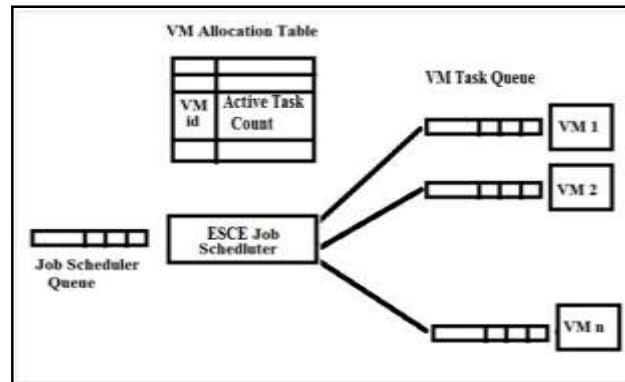 VM Allocation Table
VM id
Active Task Count
VM Task Queue
VM 1
VM 2
ESCE Job
Schedluter
Job Scheduler
Queue
VM n